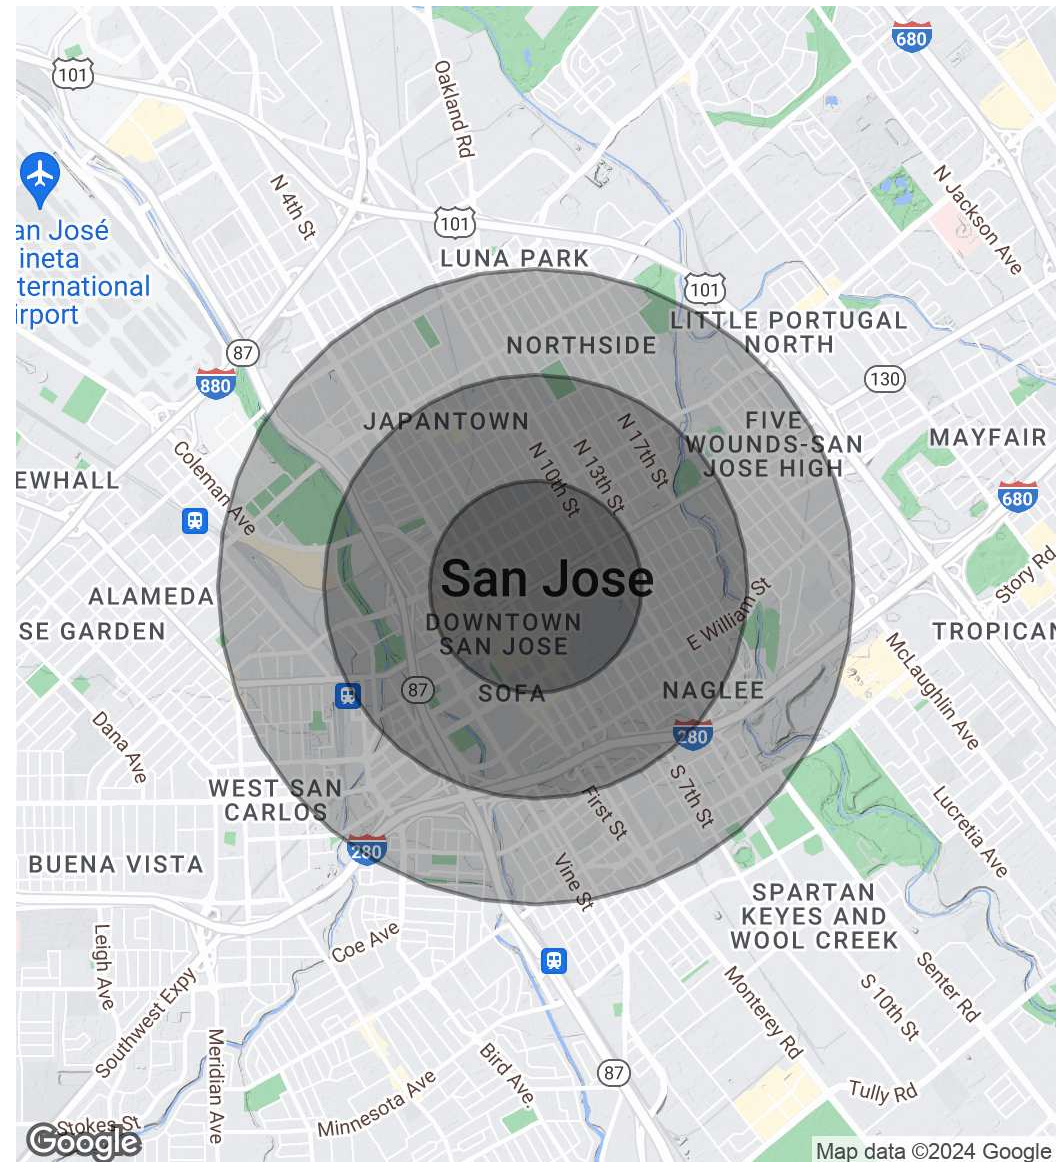 680
101
Oakland Rd
N Jackson Ave
N 4th St
101
an José
ineta
ternational
irport
LUNA PARK
101
LITTLE PORTUGAL
NORTH
NORTHSIDE
87
880
130
JAPANTOWN
N 17th St
FIVE
WOUNDS-SAN
JOSE HIGH
MAYFAIR
N 10th St
N 13th St
Coleman Ave
EWHALL
680
San Jose
Story Rd
ALAMEDA
DOWNTOWN
SAN JOSE
E William St
SE GARDEN
TROPICAN
McLaughlin Ave
87
SOFA
NAGLEE
280
Dana Ave
WEST SAN
CARLOS
First St
S 7th St
Lucretia Ave
280
BUENA VISTA
Vine St
SPARTAN
KEYES AND
WOOL CREEK
Leigh Ave
Coe Ave
Southwest Expy
Monterey Rd
S 10th St
Senter Rd
Meridian Ave
Bird Ave.
87
Minnesota Ave
Tully Rd
Stokes St
Google
Map data ©2024 Google